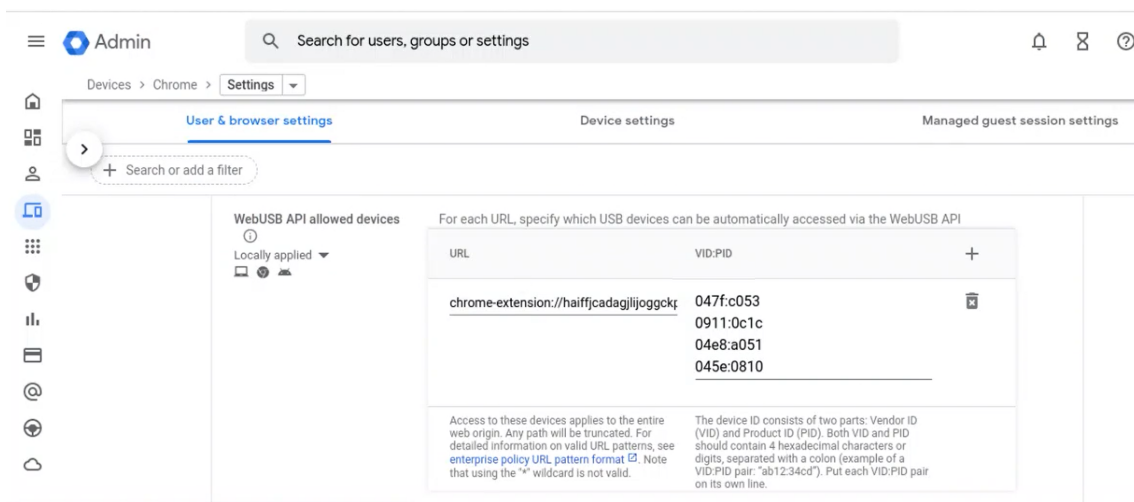 Admin
Search for users, groups or settings
Devices > Chrome > Settings
User & browser settings
Device settings
Managed guest session settings
+ Search or add a filter
WebUSB API allowed devices
For each URL, specify which USB devices can be automatically accessed via the WebUSB API
Locally applied
URL
VID:PID
chrome-extension://haiffjcadagjlijoggckp
047f:c053
0911:0c1c
04e8:a051
045e:0810
Access to these devices applies to the entire
web origin. Any path will be truncated. For
detailed information on valid URL patterns, see
enterprise policy URL pattern format. Note
that using the "*" wildcard is not valid.
The device ID consists of two parts: Vendor ID
(VID) and Product ID (PID). Both VID and PID
should contain 4 hexadecimal characters or
digits, separated with a colon (example of a
VID:PID pair: "ab12:34cd"). Put each VID:PID pair
on its own line.